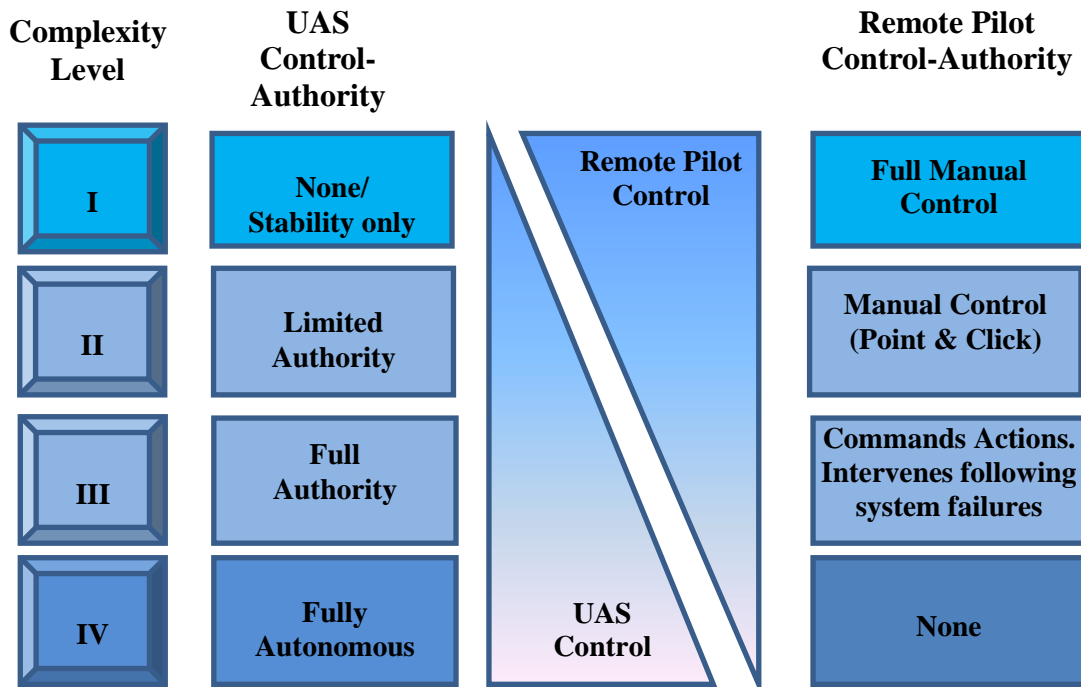 Complexity
Level
UAS
Control-
Authority
Remote Pilot
Control-Authority
I
None/
Stability only
Remote Pilot
Control
Full Manual
Control
II
Limited
Authority
Manual Control
(Point & Click)
III
Full
Authority
Commands Actions.
Intervenes following
system failures
IV
Fully
Autonomous
UAS
Control
None